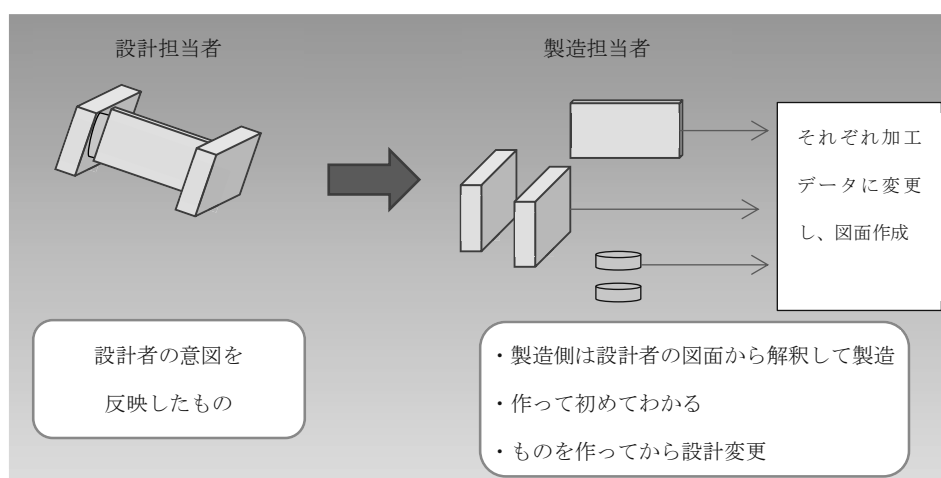 設計担当者
製造担当者
それぞれ加工
データに変更
し、図面作成
設計者の意図を
反映したもの
・製造側は設計者の図面から解釈して製造
・作って初めてわかる
・ものを作ってから設計変更